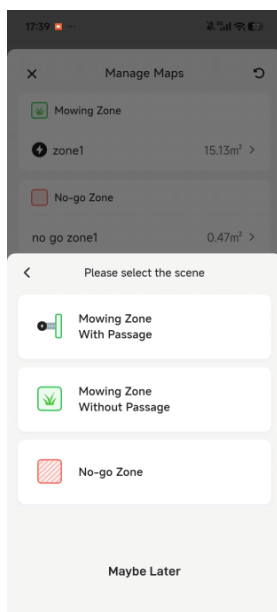 17:39
Manage Maps
Mowing Zone
zone1 15.13m² >
No-go Zone
no go zone1 0.47m² >
Please select the scene
Mowing Zone
With Passage
Mowing Zone
Without Passage
No-go Zone
Maybe Later